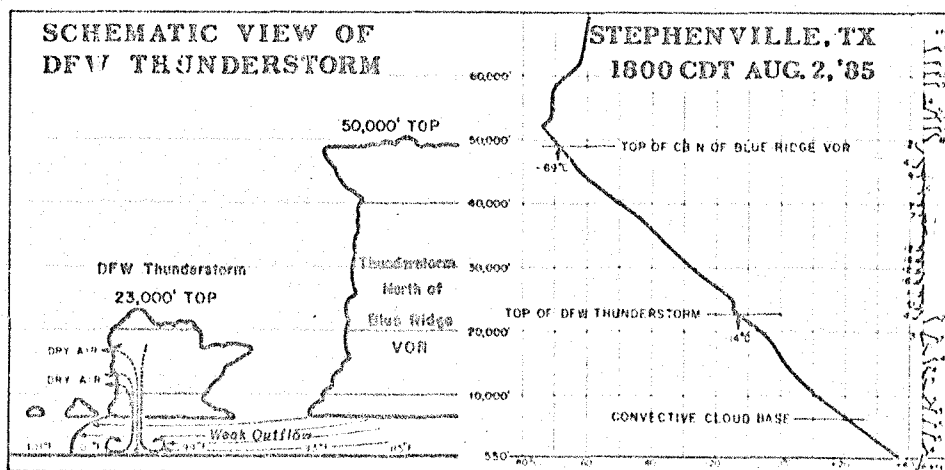 SCHEMATIC VIEW OF
DFW THUNDERSTORM
STEPHENVILLE, TX
1800 CDT AUG. 2, '85
60,000'
50,000' TOP
50,000'
TOP OF CB N OF BLUE RIDGE VOR
-69°C
40,000'
DFW Thunderstorm
23,000' TOP
Thunderstorm
North of
Blue Ridge
VOR
30,000'
TOP OF DFW THUNDERSTORM
20,000'
DRY AIR
DRY AIR
10,000'
CONVECTIVE CLOUD BASE
Weak Outflow
550'